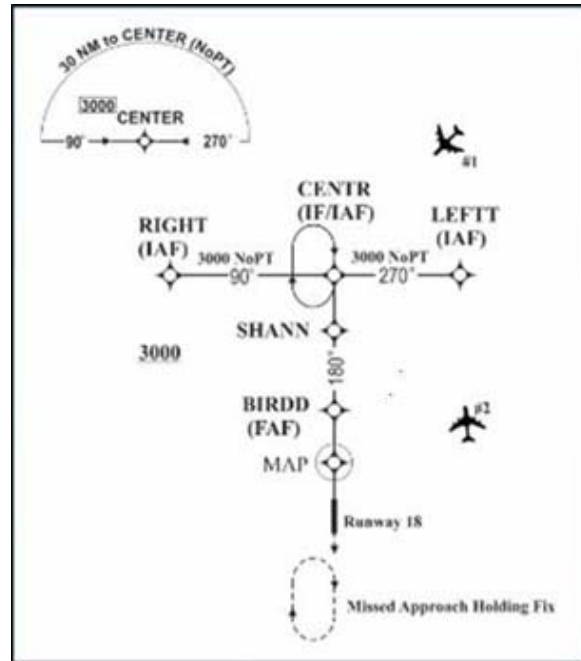 30 NM to CENTER (NoPT)
3000
CENTER
90°
270°
#1
CENTR
(IF/IAF)
RIGHT
(IAF)
LEFTT
(IAF)
3000 NoPT
3000 NoPT
90°
270°
SHANN
3000
180°
BIRDD
(FAF)
#2
MAP
Runway 18
Missed Approach Holding Fix